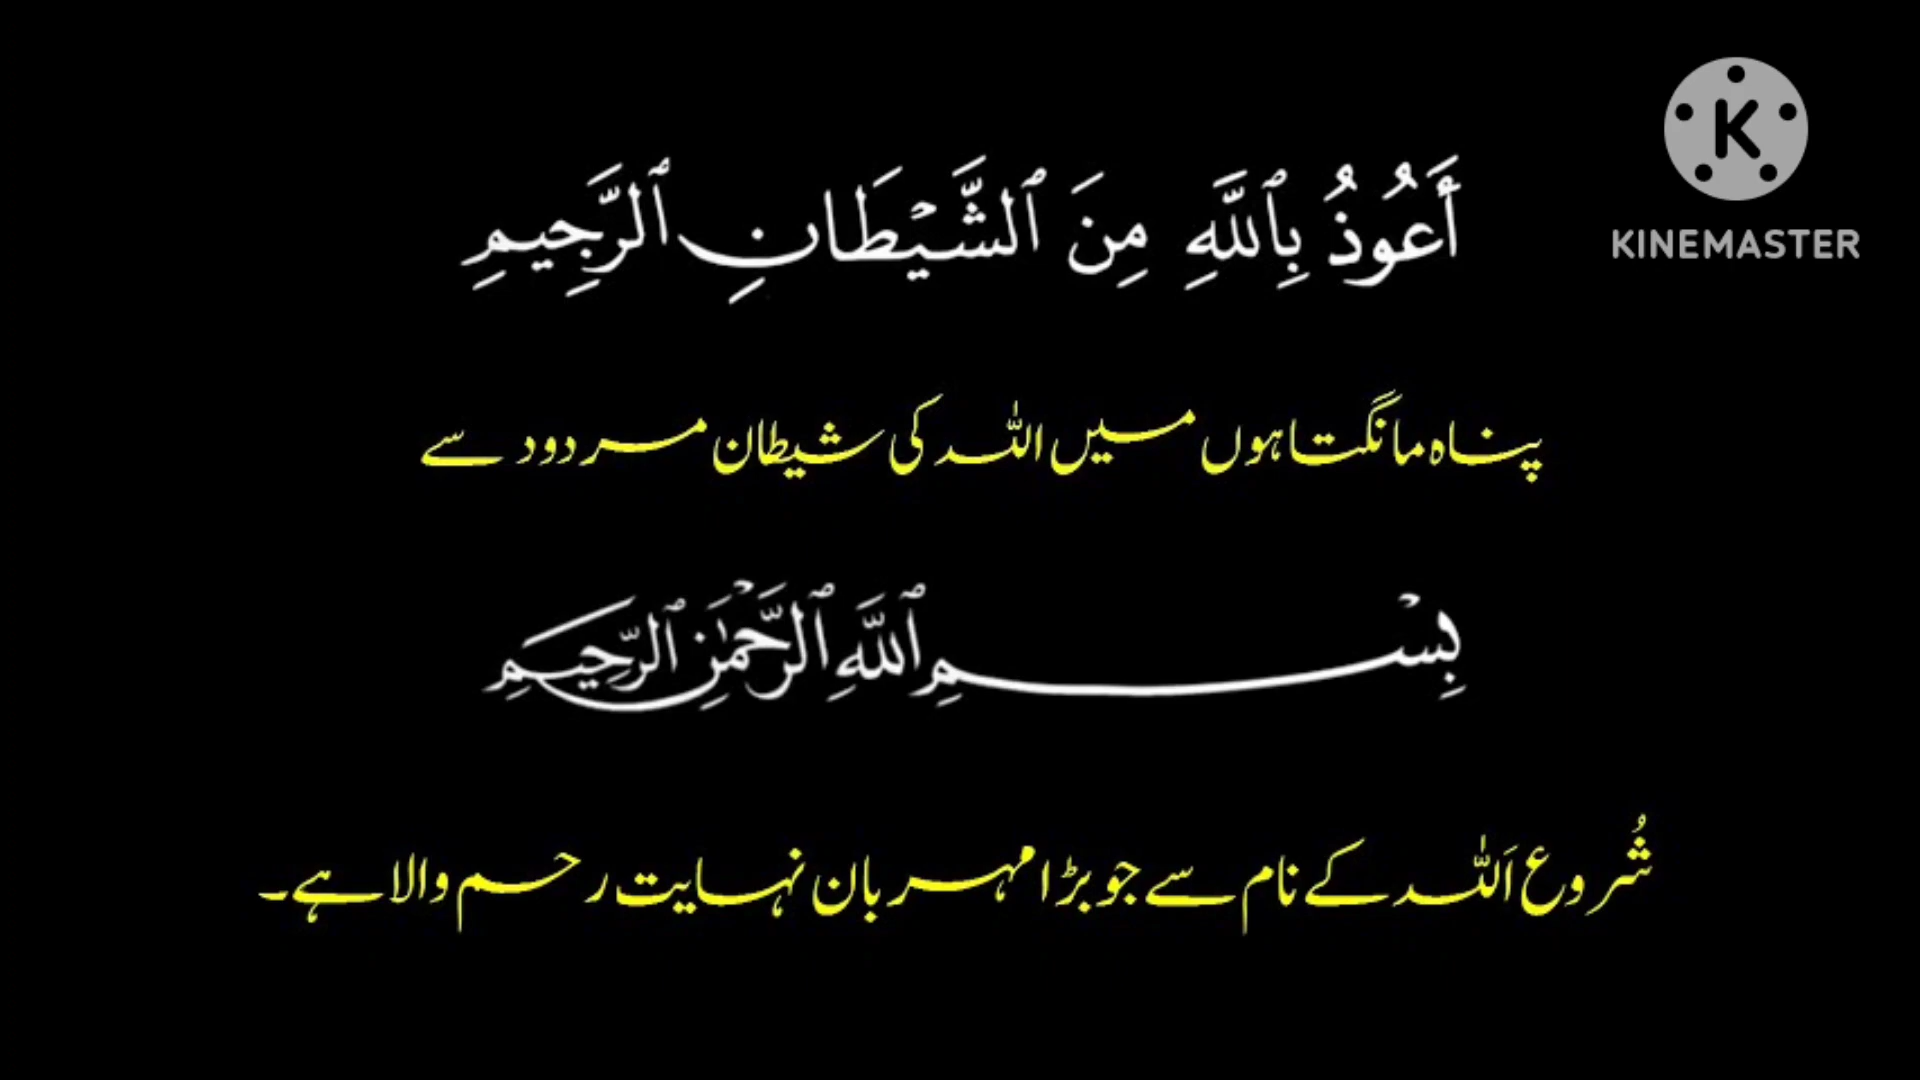 أَعُوذُ بِٱللَّهِ مِنَ ٱلشَّيْطَانِ ٱلرَّجِيمِ
پناہ مانگتا ہوں میں اللہ کی شیطان مردود سے
بِسْمِ ٱللَّهِ ٱلرَّحْمَٰنِ ٱلرَّحِيمِ
شُروع اَللہ کے نام سے جو بڑا مہربان نہایت رحم والا ہے۔
K
KINEMASTER